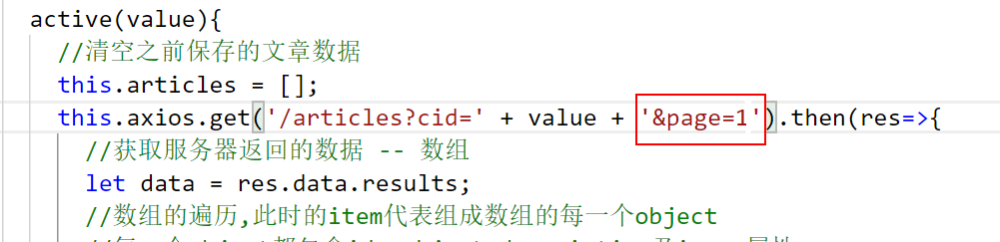 active(value){
//清空之前保存的文章数据
this.articles = [];
this.axios.get('/articles?cid=' + value + '&page=1').then(res=>{
//获取服务器返回的数据 -- 数组
let data = res.data.results;
//数组的遍历,此时的item代表组成数组的每一个object